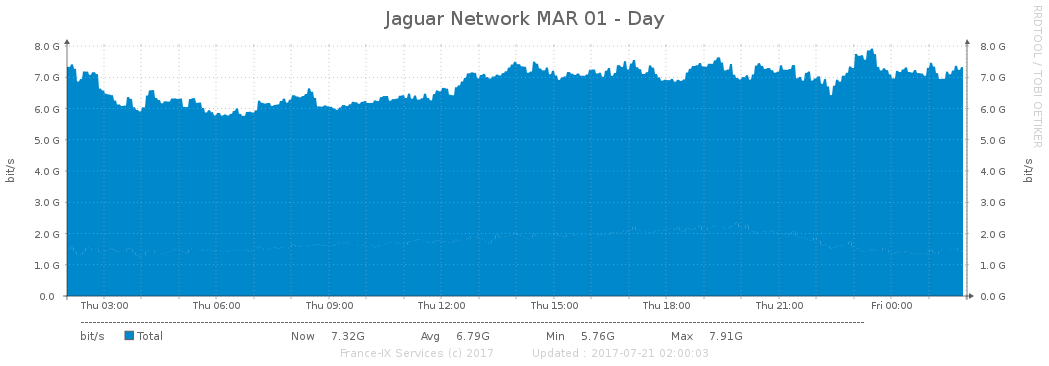 Jaguar Network MAR 01 - Day
RRDTOOL / TOBI OETIKER
8.0 G 8.0 G
7.0 G 7.0 G
6.0 G 6.0 G
5.0 G 5.0 G
4.0 G 4.0 G
3.0 G 3.0 G
2.0 G 2.0 G
1.0 G 1.0 G
0.0 0.0 G
bit/s
bit/s
Thu 03:00 Thu 06:00 Thu 09:00 Thu 12:00 Thu 15:00 Thu 18:00 Thu 21:00 Fri 00:00
bit/s Total Now 7.32G Avg 6.79G Min 5.76G Max 7.91G
France-IX Services (c) 2017 Updated : 2017-07-21 02:00:03